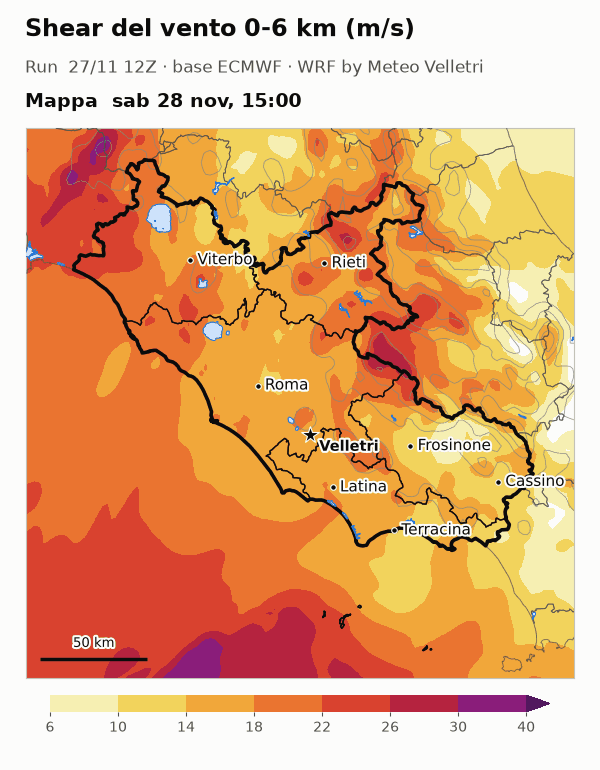 Shear del vento 0-6 km (m/s)
Run  27/11 12Z · base ECMWF · WRF by Meteo Velletri
Mappa  sab 28 nov, 15:00
Viterbo
Rieti
Roma
Velletri
Frosinone
Cassino
Latina
Terracina
50 km
6 10 14 18 22 26 30 40